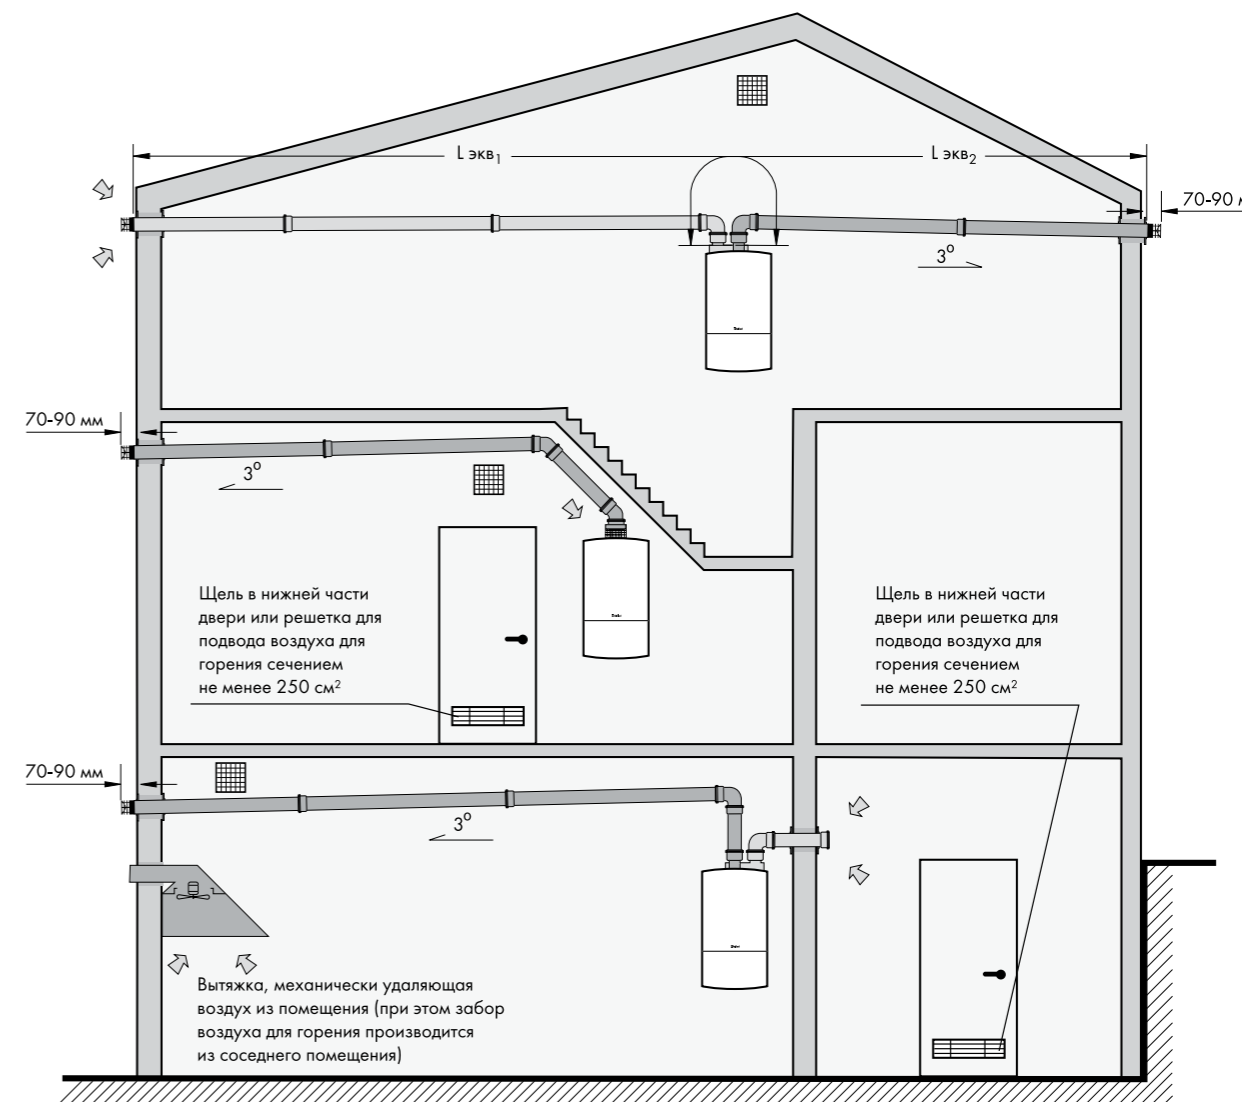 L экв1
L экв2
70-90 м
3°
70-90 мм
3°
Щель в нижней части
двери или решетка для
подвода воздуха для
горения сечением
не менее 250 см²
Щель в нижней части
двери или решетка для
подвода воздуха для
горения сечением
не менее 250 см²
70-90 мм
3°
Вытяжка, механически удаляющая
воздух из помещения (при этом забор
воздуха для горения производится
из соседнего помещения)